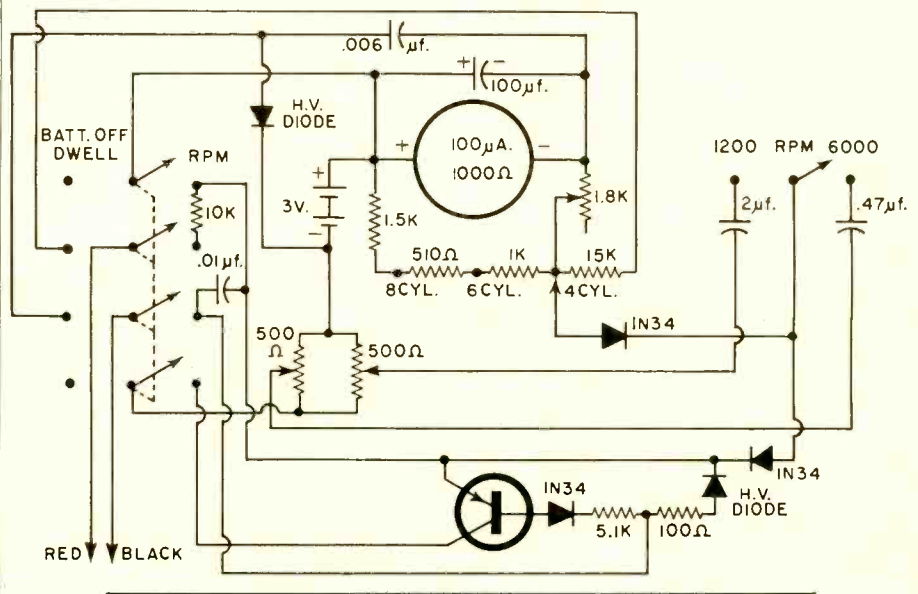 .006 µf.
+ -
100µf.
H.V.
DIODE
BATT. OFF
DWELL
RPM
+ 100µA. -
1000Ω
1200 RPM 6000
10K
+
3V.
-
1.5K
1.8K
2µf.
.47µf.
.01µf.
510Ω
1K
15K
8CYL.
6CYL.
4CYL.
500
Ω
500Ω
IN34
IN34
IN34
H.V.
DIODE
5.1K
100Ω
RED
BLACK